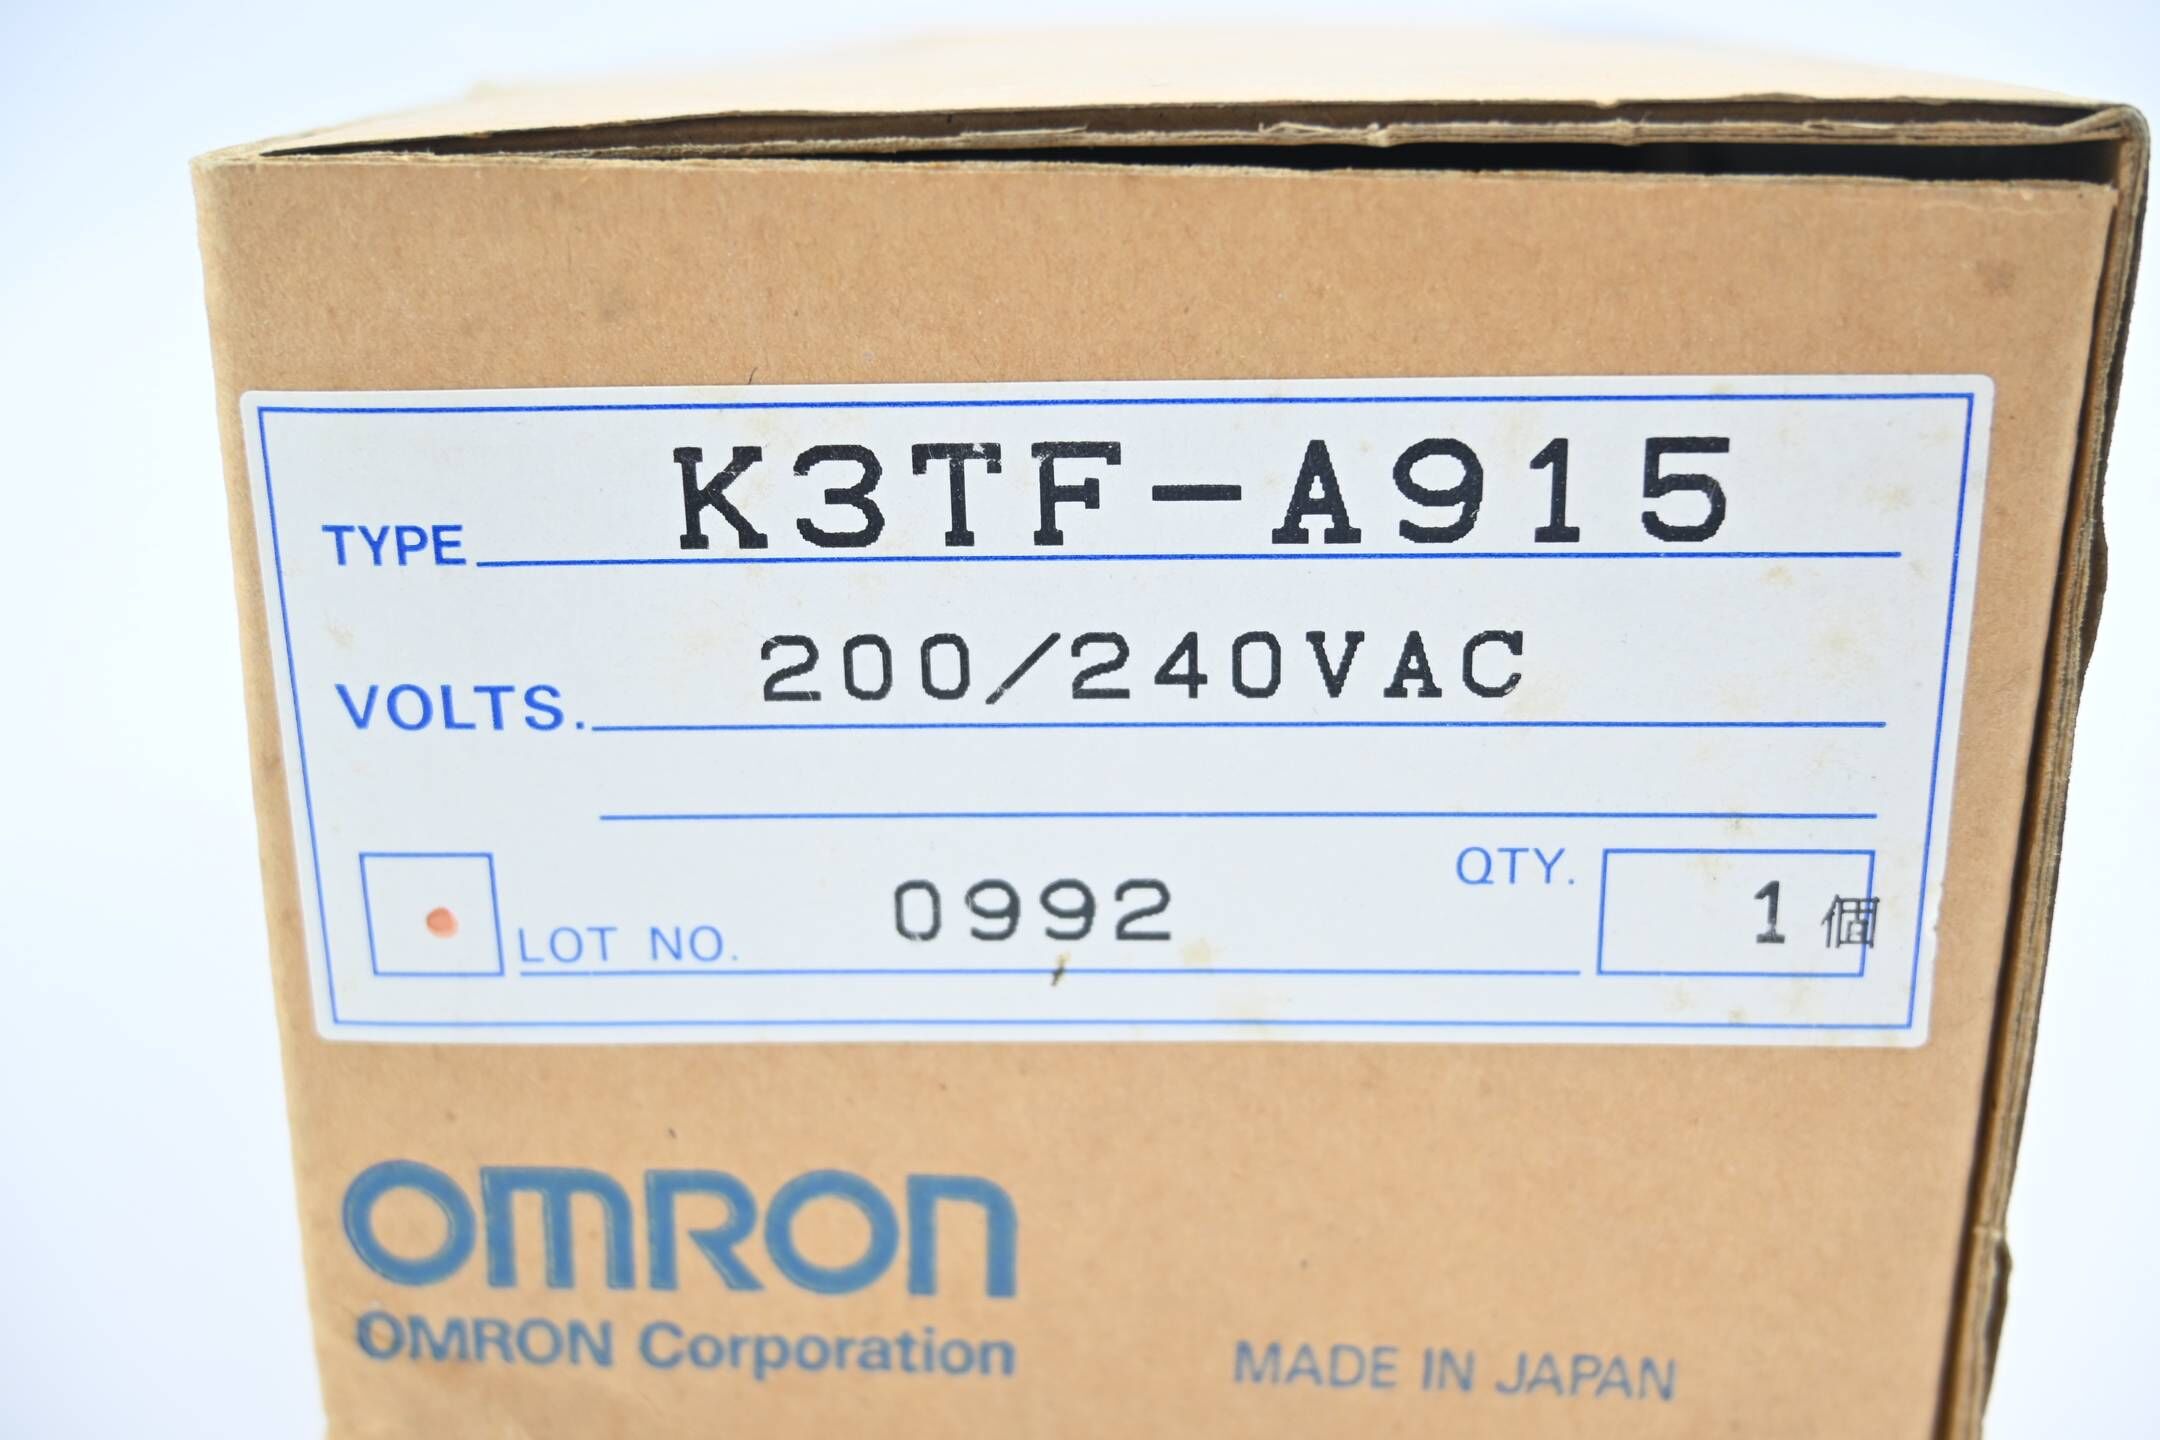 TYPE K3TF-A915
VOLTS. 200/240VAC
LOT NO. 0992 QTY. 1個
OMRON
OMRON Corporation
MADE IN JAPAN